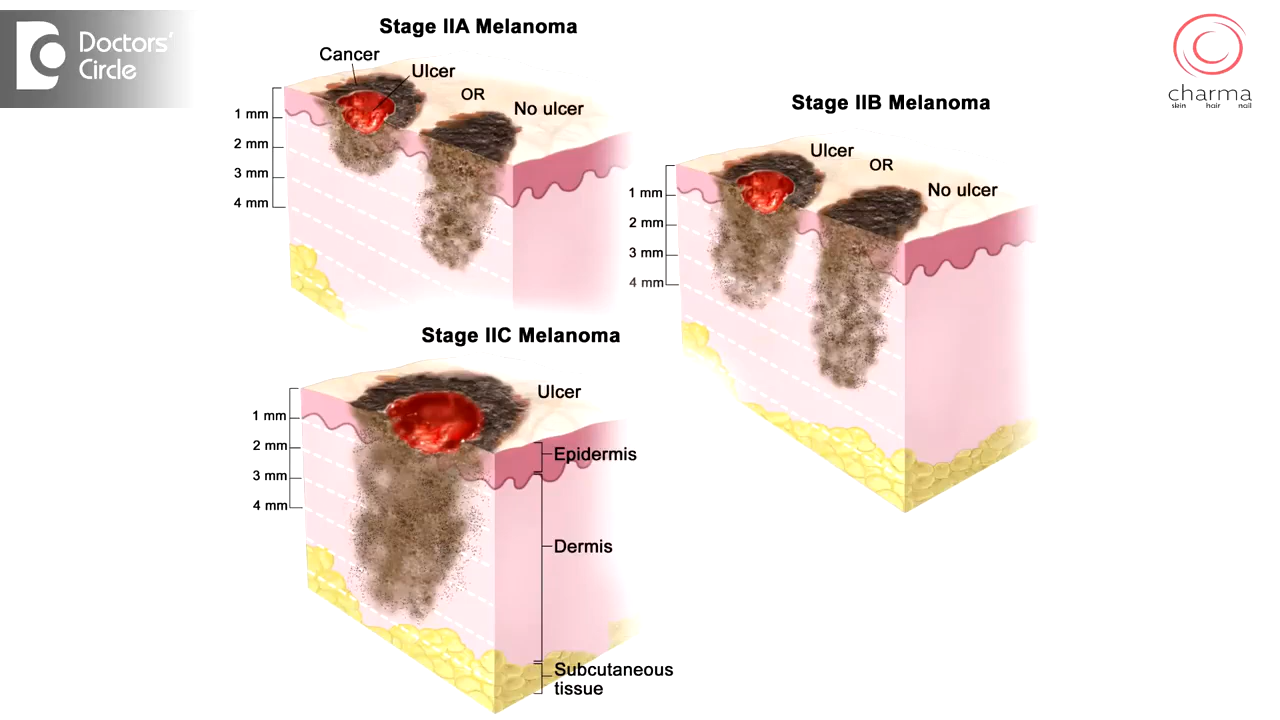 Doctors'
Circle
charma
skin hair nail
Stage IIA Melanoma
Cancer
Ulcer
OR
No ulcer
1 mm
2 mm
3 mm
4 mm
Stage IIB Melanoma
Ulcer
OR
No ulcer
1 mm
2 mm
3 mm
4 mm
Stage IIC Melanoma
Ulcer
1 mm
2 mm
3 mm
4 mm
Epidermis
Dermis
Subcutaneous
tissue